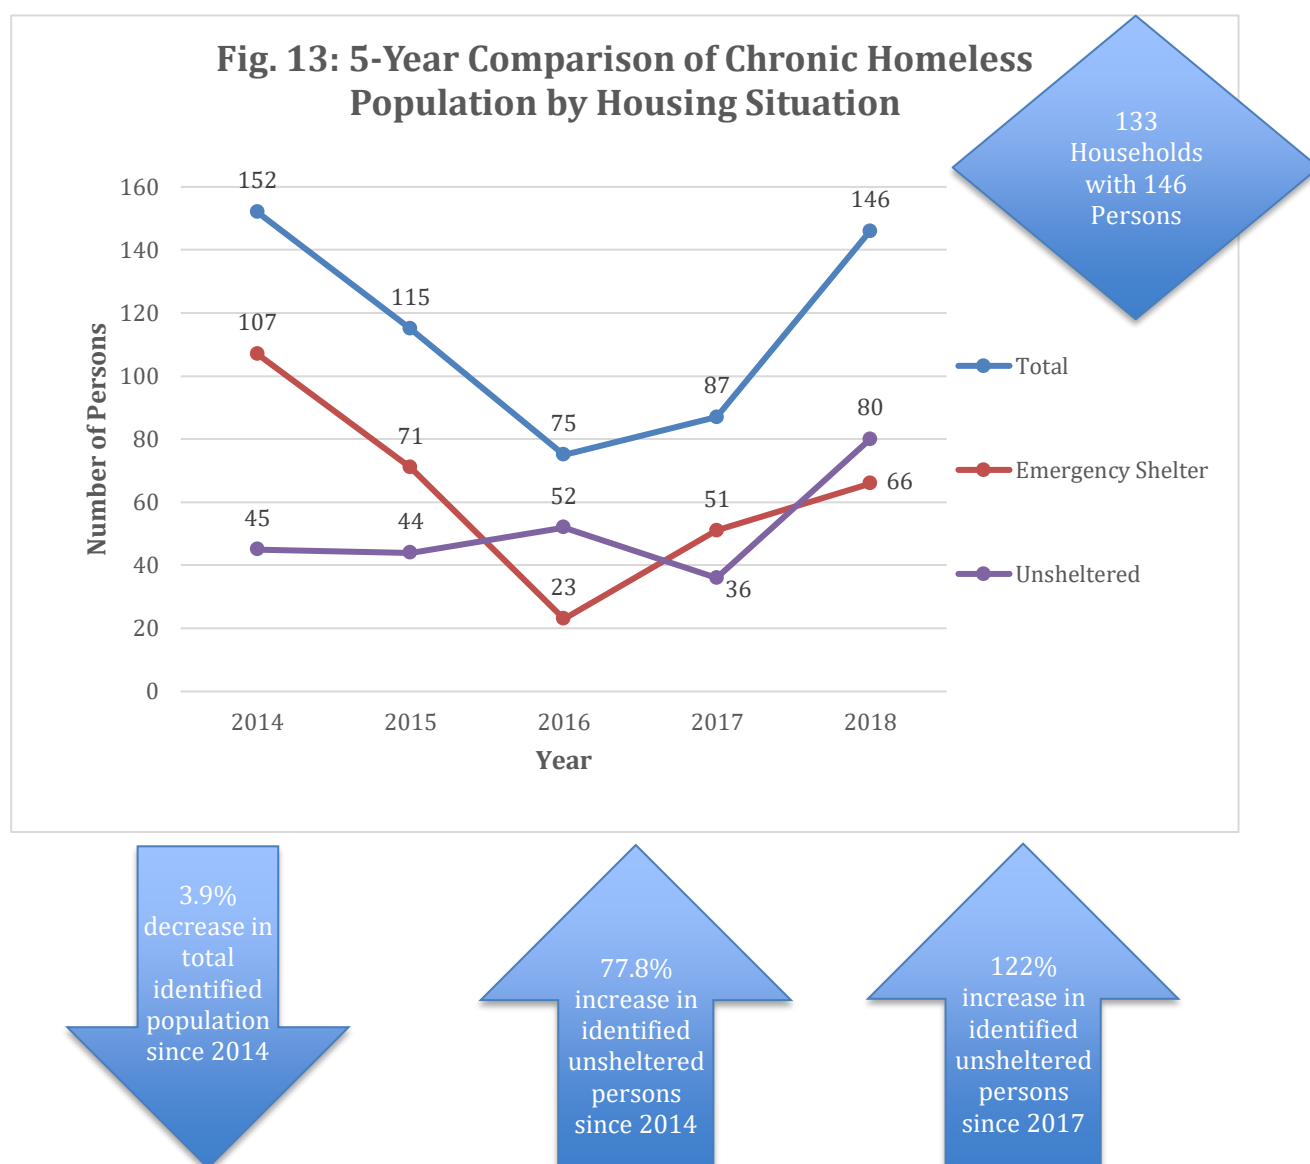 Fig. 13: 5-Year Comparison of Chronic Homeless
Population by Housing Situation
133
Households
with 146
Persons
Number of Persons
160
140
120
100
80
60
40
20
0
152
115
75
87
146
107
71
23
51
66
45
44
52
36
80
Total
Emergency Shelter
Unsheltered
2014
2015
2016
2017
2018
Year
3.9%
decrease in
total
identified
population
since 2014
77.8%
increase in
identified
unsheltered
persons
since 2014
122%
increase in
identified
unsheltered
persons
since 2017